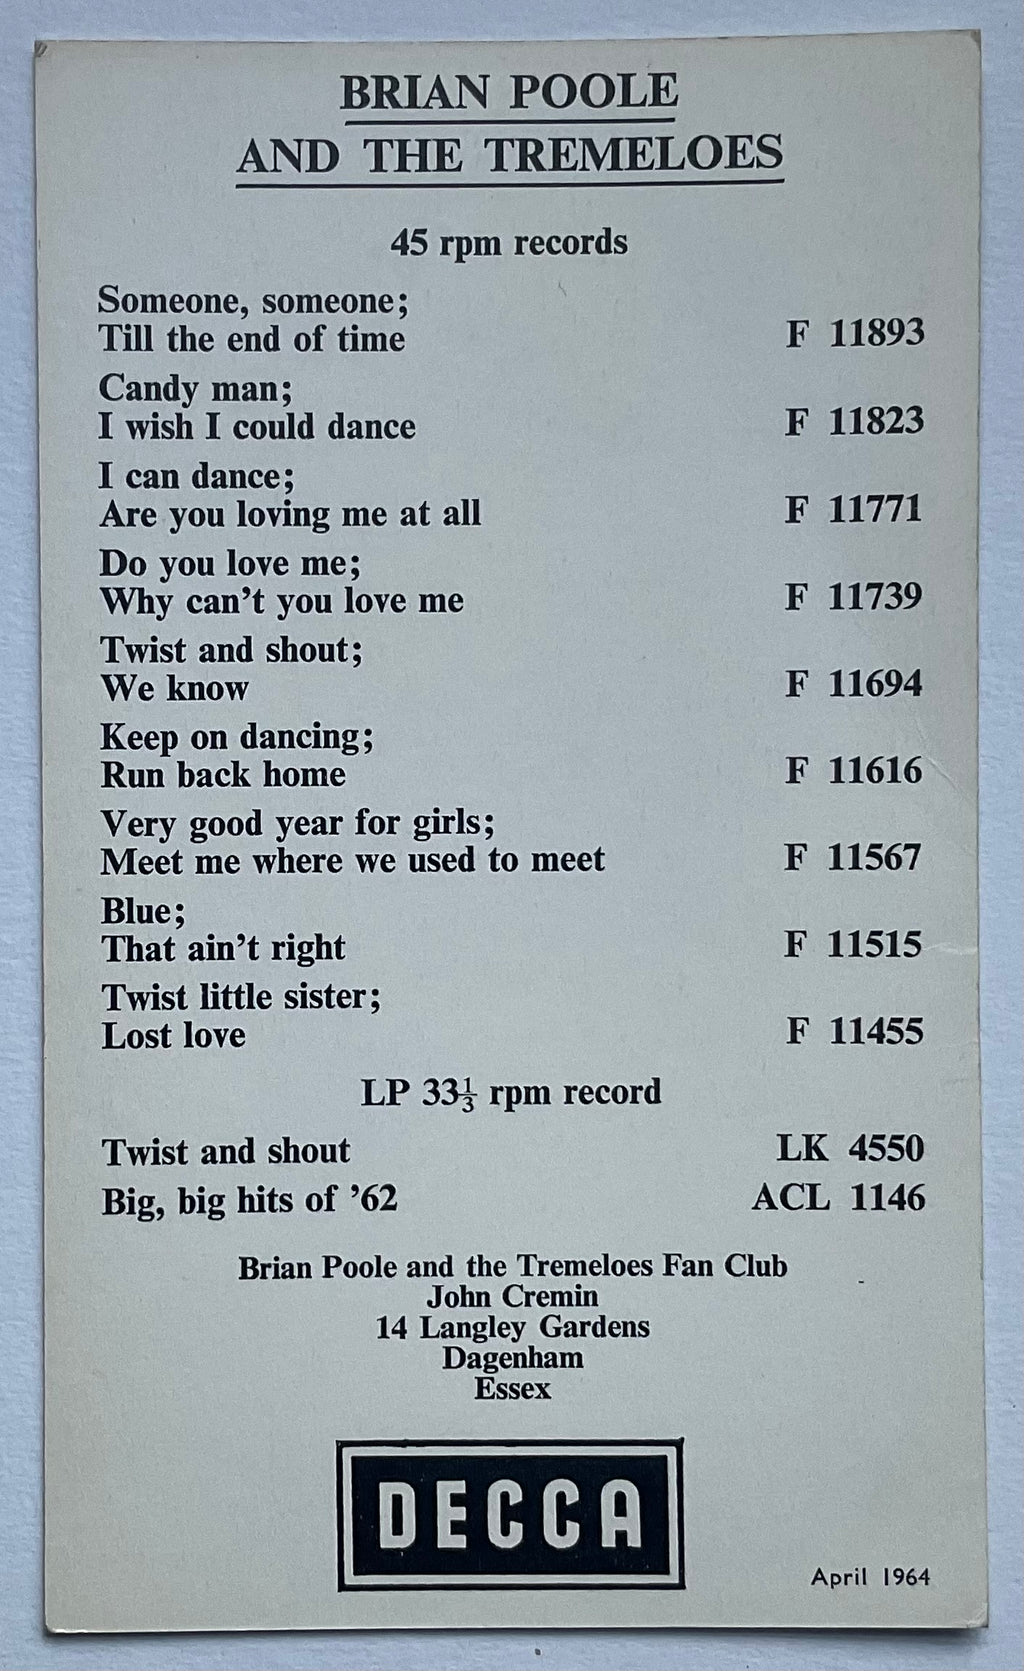 BRIAN POOLE
AND THE TREMELOES
45 rpm records
Someone, someone;
Till the end of time F 11893
Candy man;
I wish I could dance F 11823
I can dance;
Are you loving me at all F 11771
Do you love me;
Why can't you love me F 11739
Twist and shout;
We know F 11694
Keep on dancing;
Run back home F 11616
Very good year for girls;
Meet me where we used to meet F 11567
Blue;
That ain't right F 11515
Twist little sister;
Lost love F 11455
LP 33⅓ rpm record
Twist and shout LK 4550
Big, big hits of '62 ACL 1146
Brian Poole and the Tremeloes Fan Club
John Cremin
14 Langley Gardens
Dagenham
Essex
DECCA
April 1964